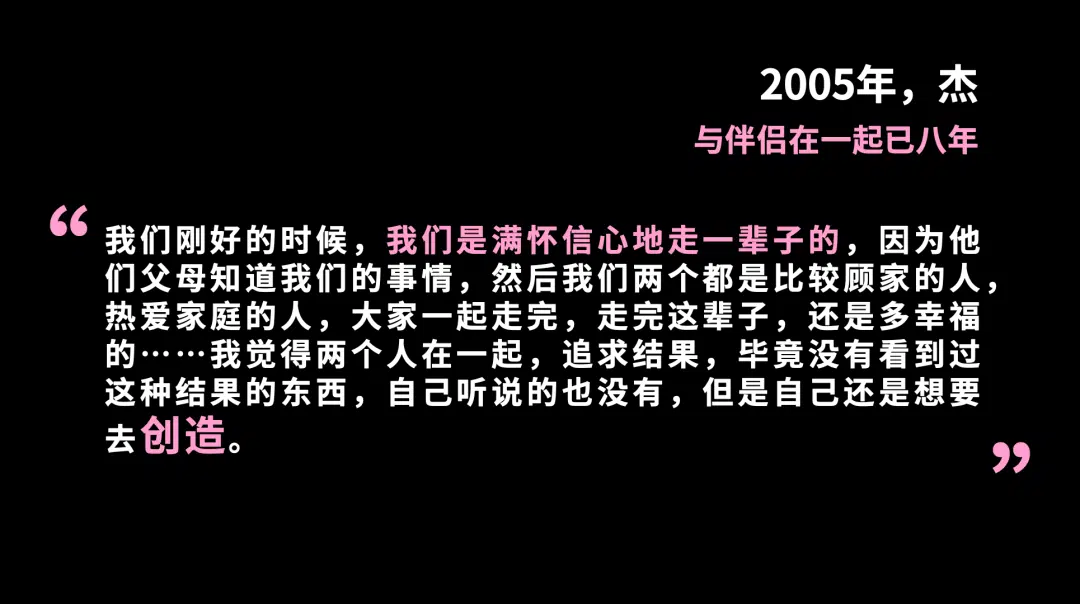 2005年，杰
与伴侣在一起已八年
“
我们刚好的时候，我们是满怀信心地走一辈子的，因为他
们父母知道我们的事情，然后我们两个都是比较顾家的人，
热爱家庭的人，大家一起走完，走完这辈子，还是多幸福
的……我觉得两个人在一起，追求结果，毕竟没有看到过
这种结果的东西，自己听说的也没有，但是自己还是想要
去创造。
”